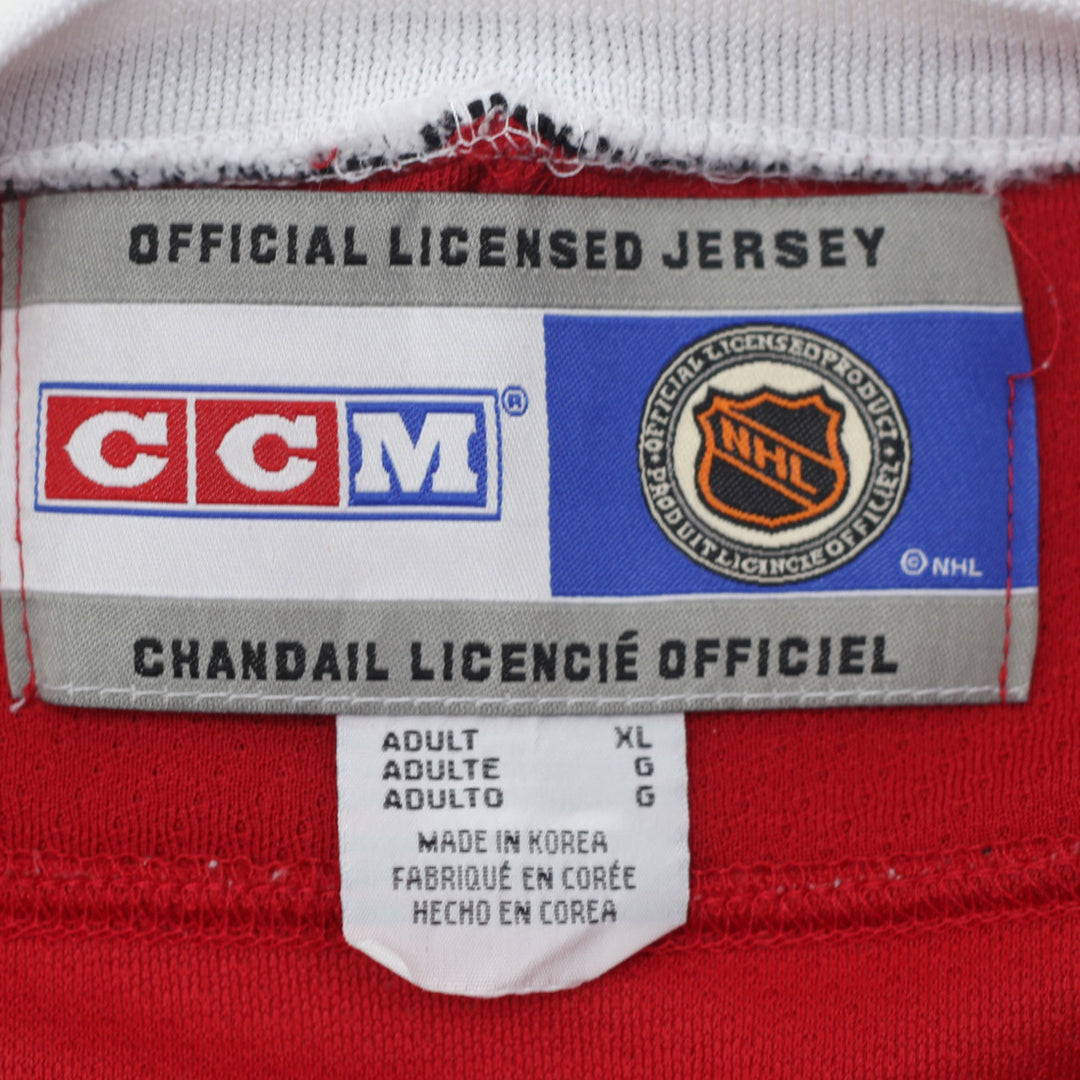 OFFICIAL LICENSED JERSEY
CCM®
OFFICIAL LICENSED PRODUCT
NHL
PRODUIT LICENCIE OFFICIEL
© NHL
CHANDAIL LICENCIÉ OFFICIEL
ADULT XL
ADULTE G
ADULTO G
MADE IN KOREA
FABRIQUÉ EN CORÉE
HECHO EN COREA